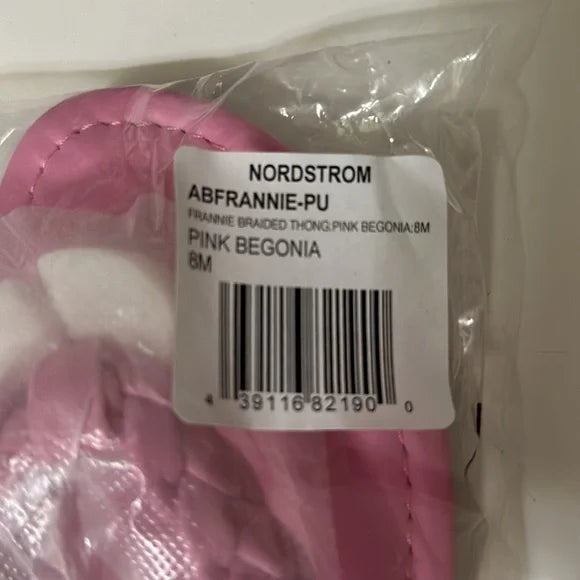 NORDSTROM
ABFRANNIE-PU
FRANNIE BRAIDED THONG:PINK BEGONIA:8M
PINK BEGONIA
8M
4 39116 82190 0